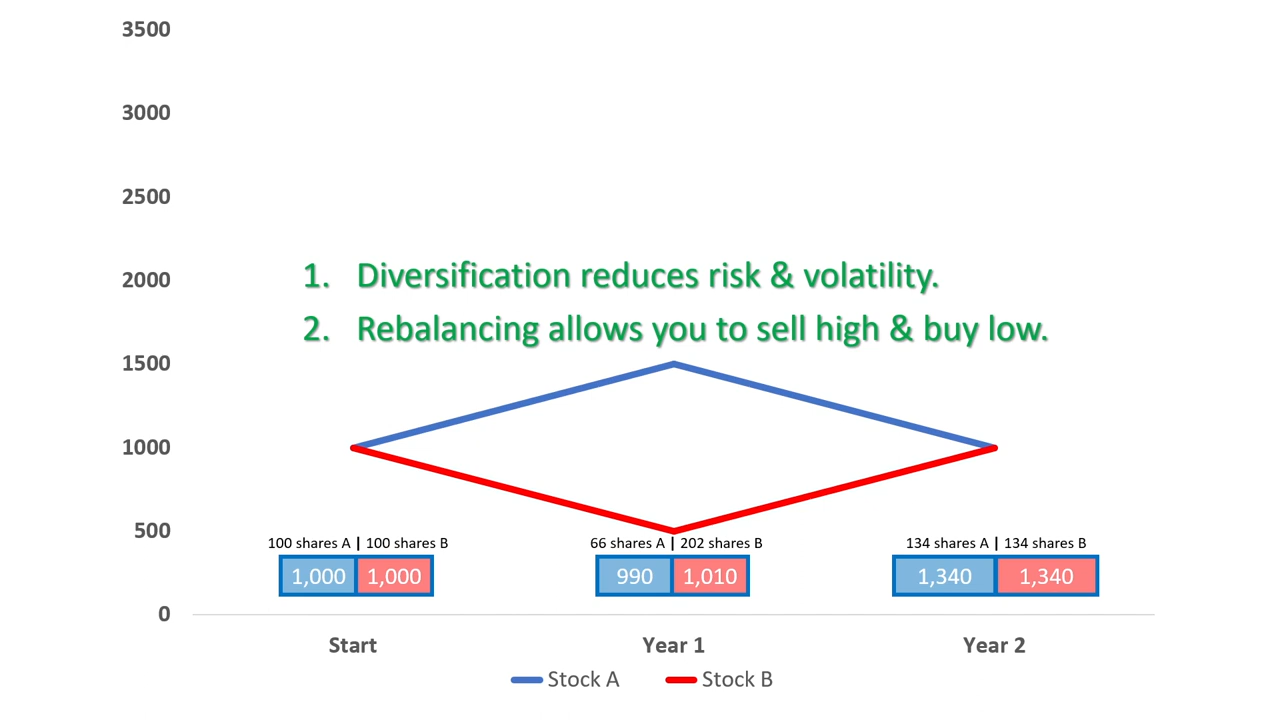 3500
3000
2500
2000
1. Diversification reduces risk & volatility.
2. Rebalancing allows you to sell high & buy low.
1500
1000
500
100 shares A | 100 shares B
66 shares A | 202 shares B
134 shares A | 134 shares B
1,000 1,000
990 1,010
1,340 1,340
0
Start
Year 1
Year 2
Stock A
Stock B